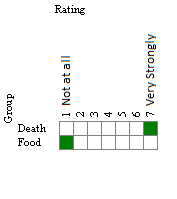 Rating
Group
1 Not at all
2
3
4
5
6
7 Very Strongly
Death
Food